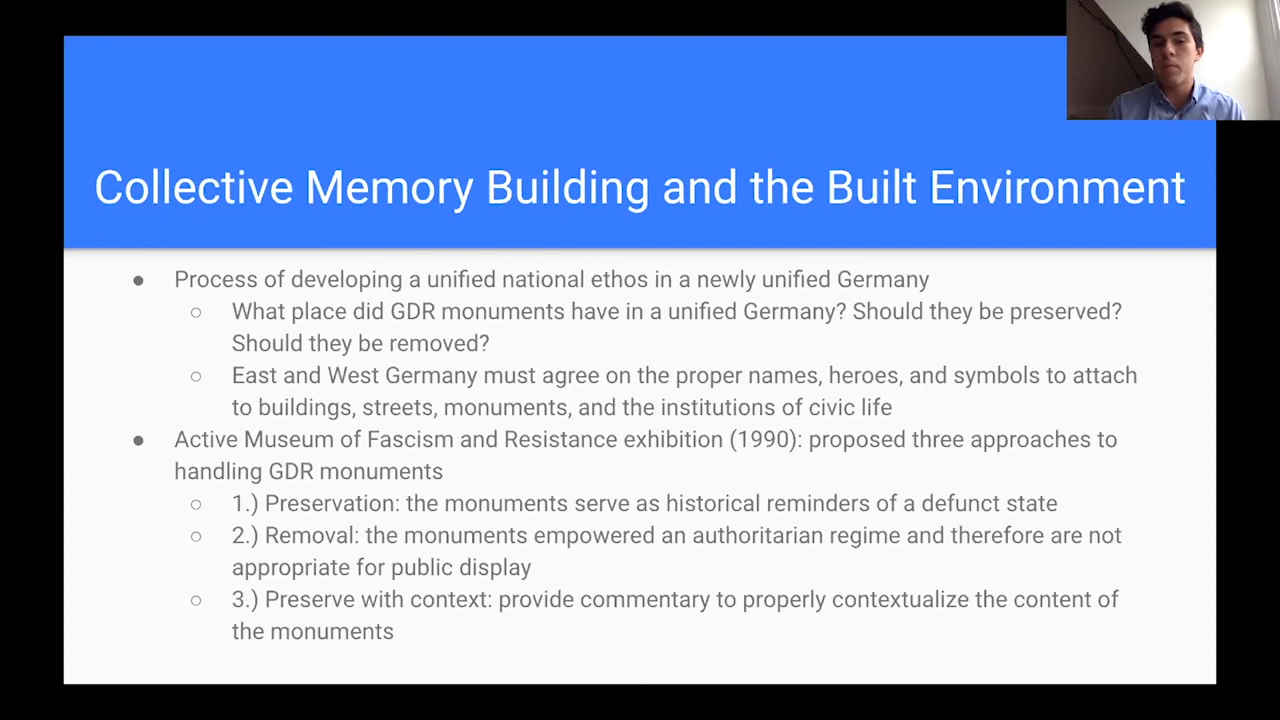 Collective Memory Building and the Built Environment
● Process of developing a unified national ethos in a newly unified Germany
○ What place did GDR monuments have in a unified Germany? Should they be preserved?
Should they be removed?
○ East and West Germany must agree on the proper names, heroes, and symbols to attach
to buildings, streets, monuments, and the institutions of civic life
● Active Museum of Fascism and Resistance exhibition (1990): proposed three approaches to
handling GDR monuments
○ 1.) Preservation: the monuments serve as historical reminders of a defunct state
○ 2.) Removal: the monuments empowered an authoritarian regime and therefore are not
appropriate for public display
○ 3.) Preserve with context: provide commentary to properly contextualize the content of
the monuments